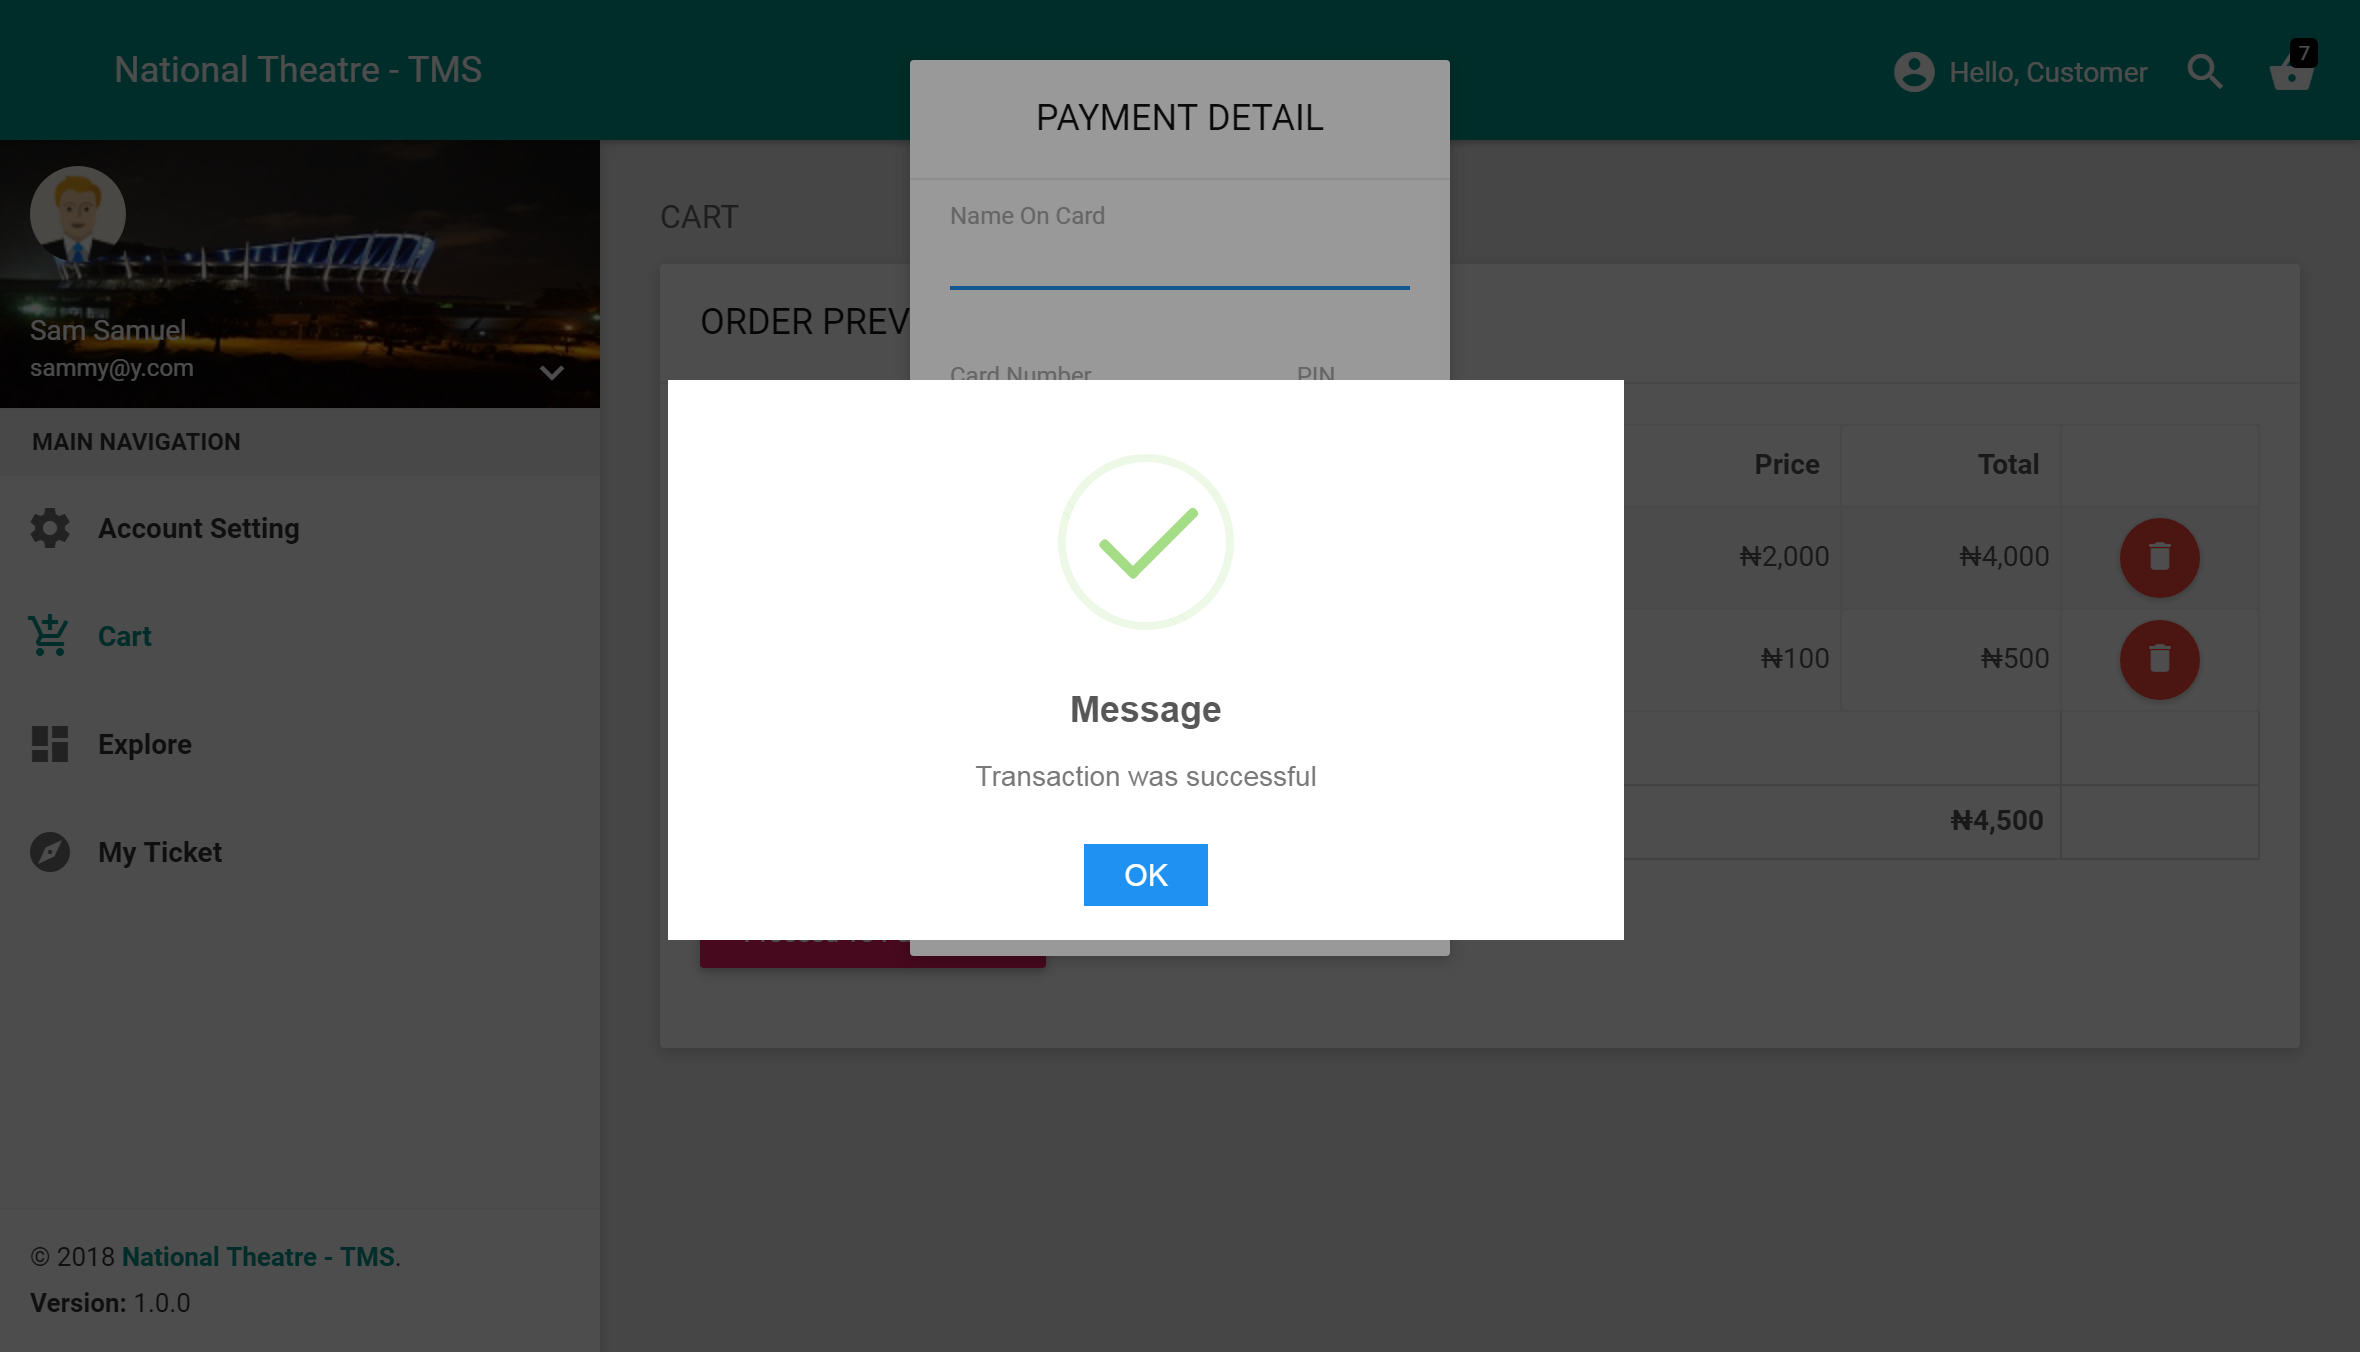 National Theatre - TMS
Hello, Customer
7
Sam Samuel
sammy@y.com
MAIN NAVIGATION
Account Setting
Cart
Explore
My Ticket
© 2018 National Theatre - TMS.
Version: 1.0.0
CART
ORDER PREV
Price Total
₦2,000 ₦4,000
₦100 ₦500
₦4,500
PAYMENT DETAIL
Name On Card
Card Number PIN
Message
Transaction was successful
OK